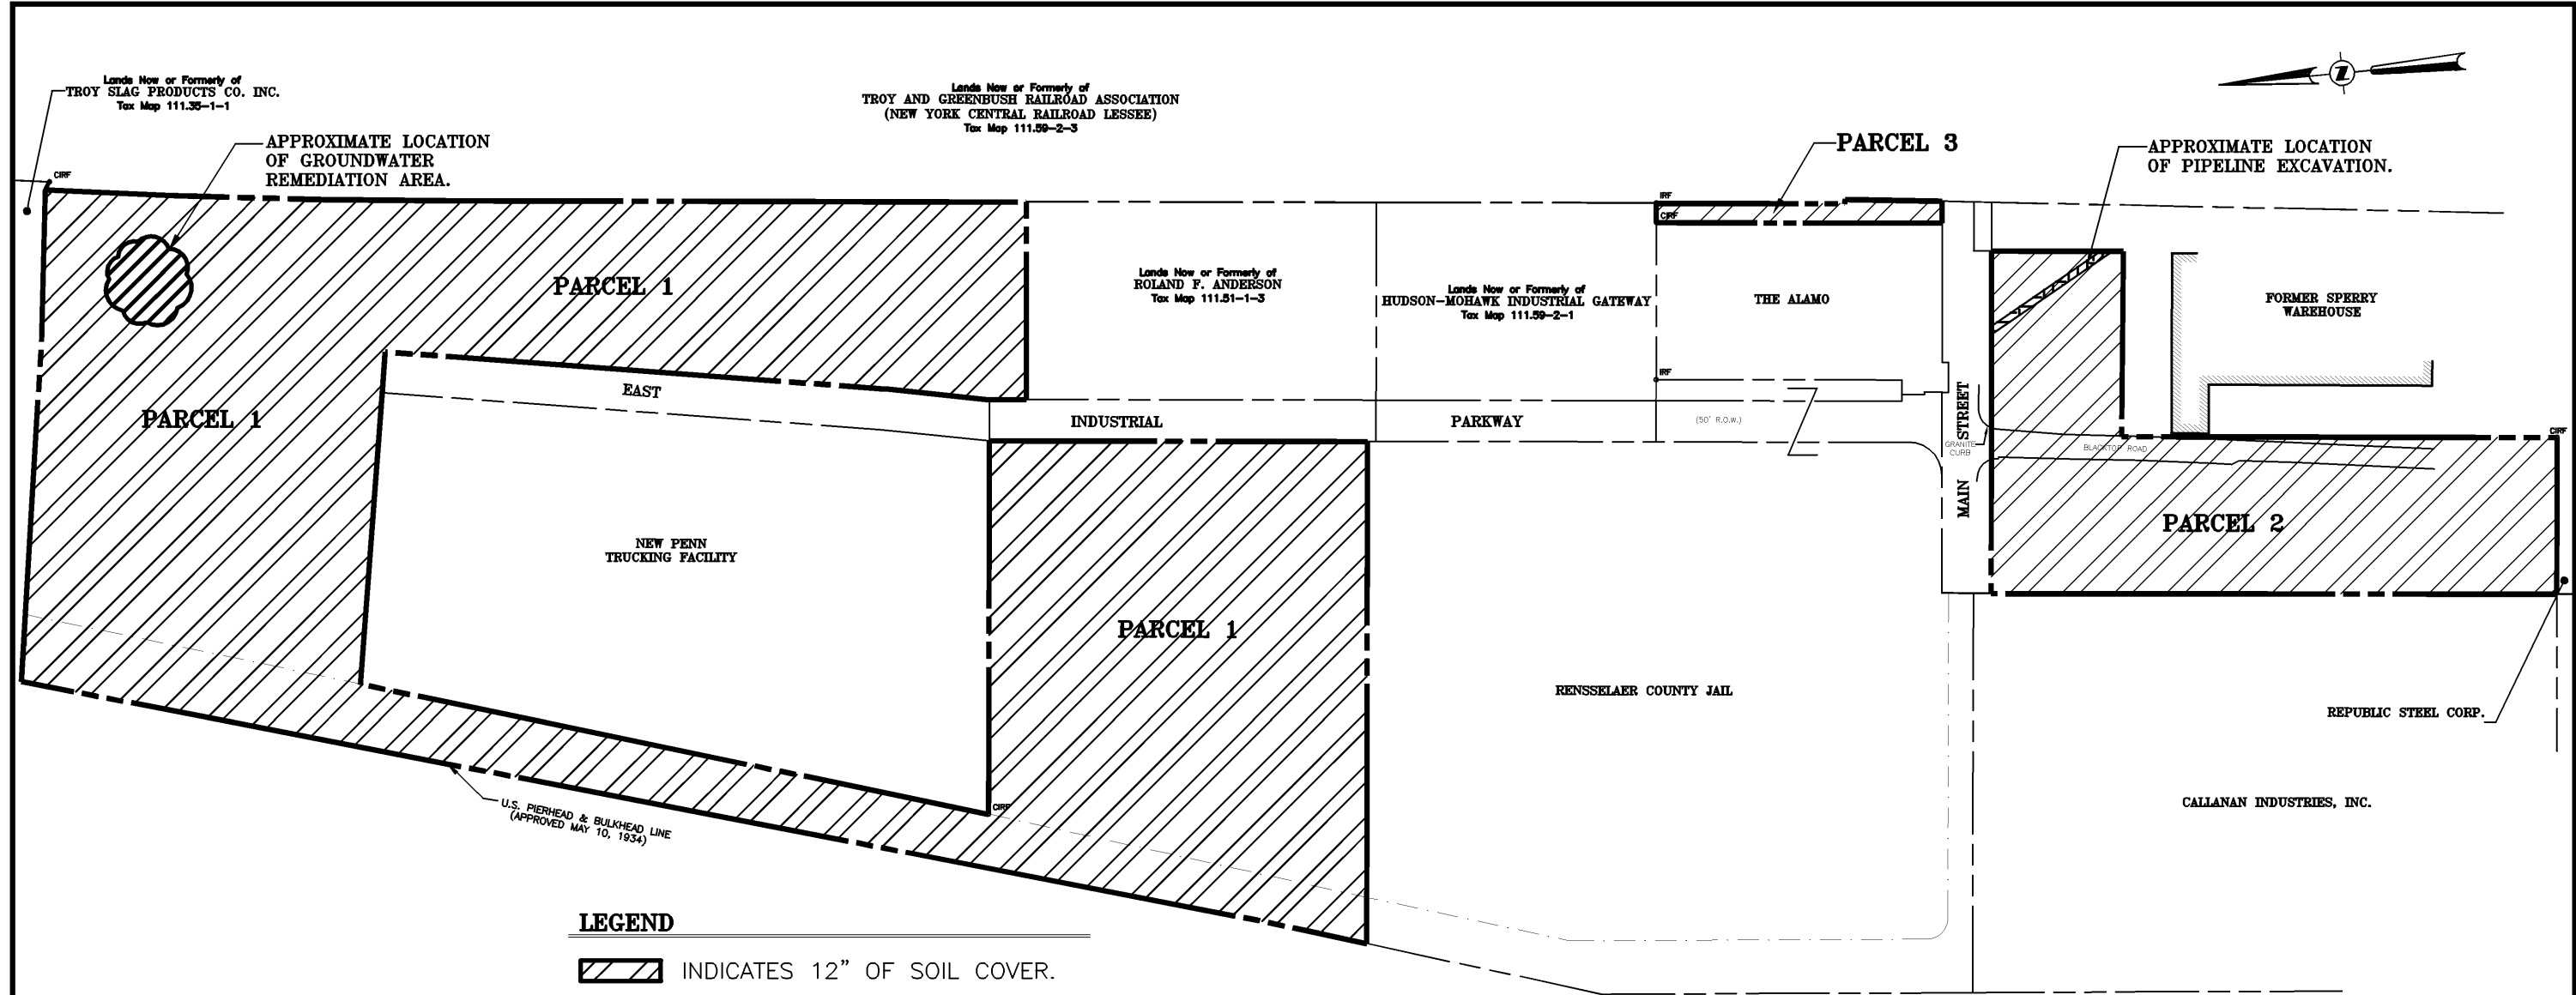 Lands Now or Formerly of
TROY SLAG PRODUCTS CO. INC.
Tax Map 111.35-1-1
Lands Now or Formerly of
TROY AND GREENBUSH RAILROAD ASSOCIATION
(NEW YORK CENTRAL RAILROAD LESSEE)
Tax Map 111.59-2-3
Z
APPROXIMATE LOCATION
OF GROUNDWATER
REMEDIATION AREA.
PARCEL 3
APPROXIMATE LOCATION
OF PIPELINE EXCAVATION.
CIRF
IRF
CIRF
PARCEL 1
Lands Now or Formerly of
ROLAND F. ANDERSON
Tax Map 111.51-1-3
Lands Now or Formerly of
HUDSON-MOHAWK INDUSTRIAL GATEWAY
Tax Map 111.59-2-1
THE ALAMO
FORMER SPERRY
WAREHOUSE
IRF
EAST
INDUSTRIAL
PARKWAY
(50' R.O.W.)
MAIN STREET
GRANITE
CURB
BLACKTOP ROAD
CIRF
PARCEL 1
PARCEL 2
NEW PENN
TRUCKING FACILITY
PARCEL 1
RENSSELAER COUNTY JAIL
REPUBLIC STEEL CORP.
CALLANAN INDUSTRIES, INC.
CIRF
U.S. PIERHEAD & BULKHEAD LINE
(APPROVED MAY 10, 1934)
LEGEND
INDICATES 12" OF SOIL COVER.